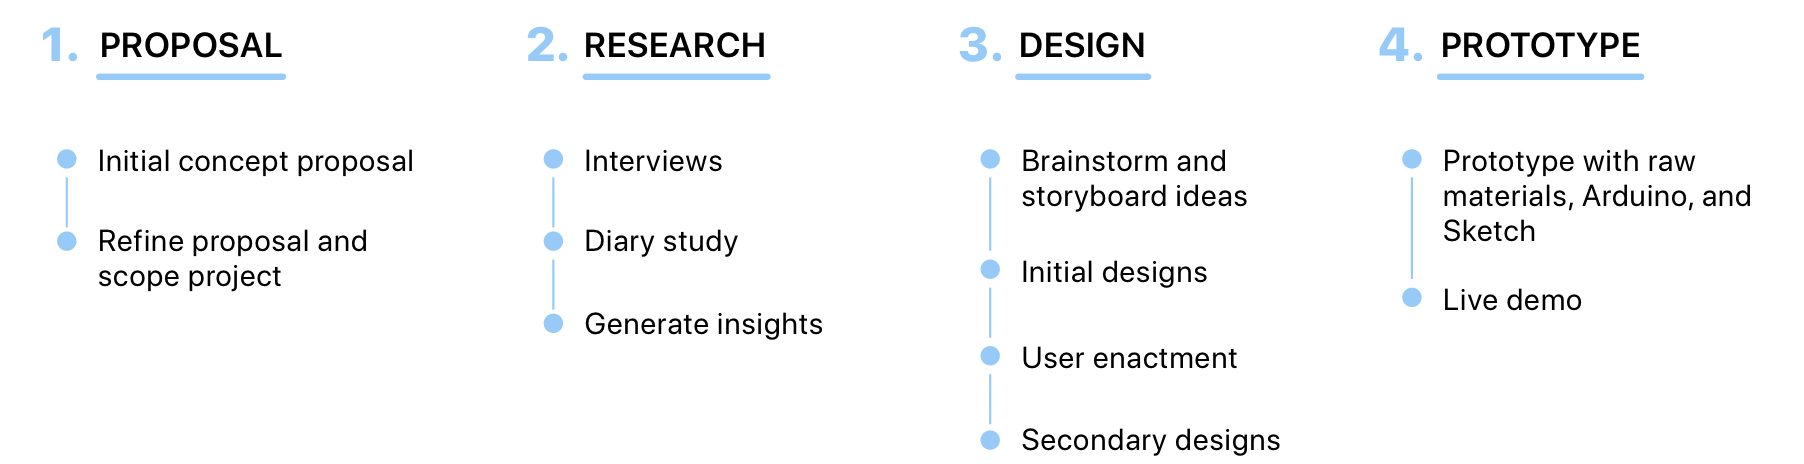 1. PROPOSAL
Initial concept proposal
Refine proposal and
scope project
2. RESEARCH
Interviews
Diary study
Generate insights
3. DESIGN
Brainstorm and
storyboard ideas
Initial designs
User enactment
Secondary designs
4. PROTOTYPE
Prototype with raw
materials, Arduino, and
Sketch
Live demo